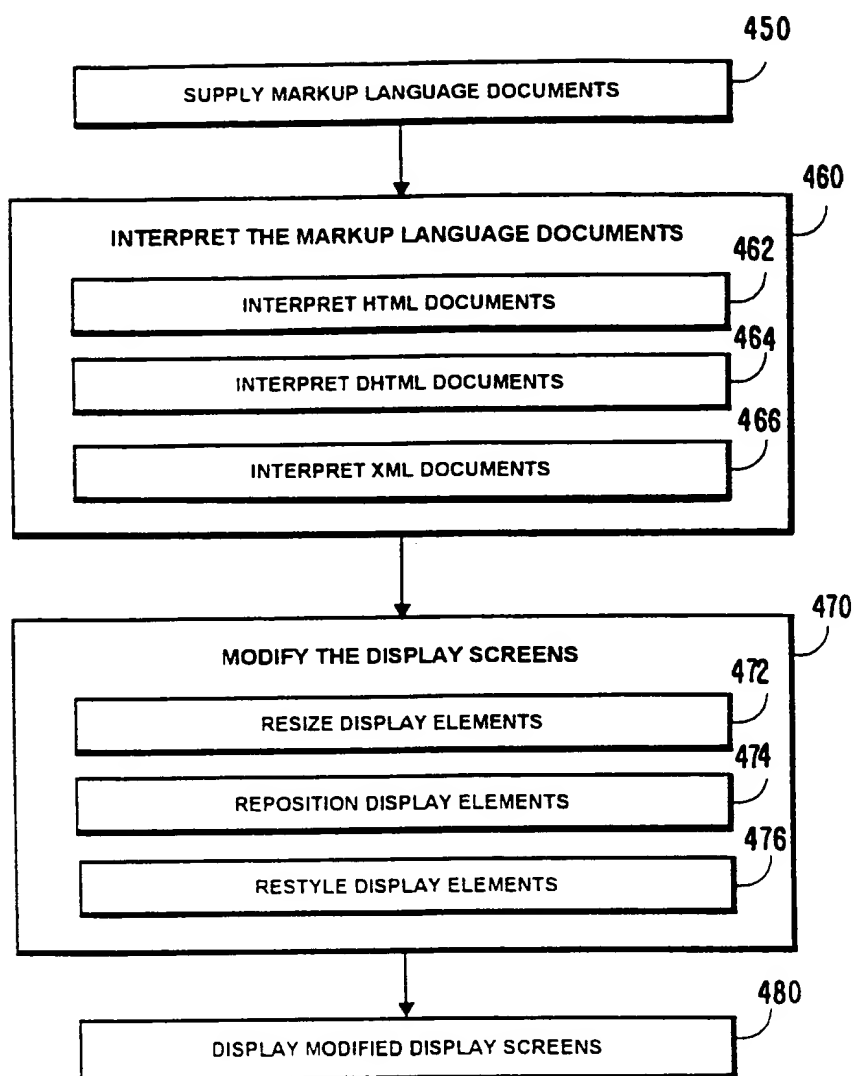 450
SUPPLY MARKUP LANGUAGE DOCUMENTS
460
INTERPRET THE MARKUP LANGUAGE DOCUMENTS
462
INTERPRET HTML DOCUMENTS
464
INTERPRET DHTML DOCUMENTS
466
INTERPRET XML DOCUMENTS
470
MODIFY THE DISPLAY SCREENS
472
RESIZE DISPLAY ELEMENTS
474
REPOSITION DISPLAY ELEMENTS
476
RESTYLE DISPLAY ELEMENTS
480
DISPLAY MODIFIED DISPLAY SCREENS